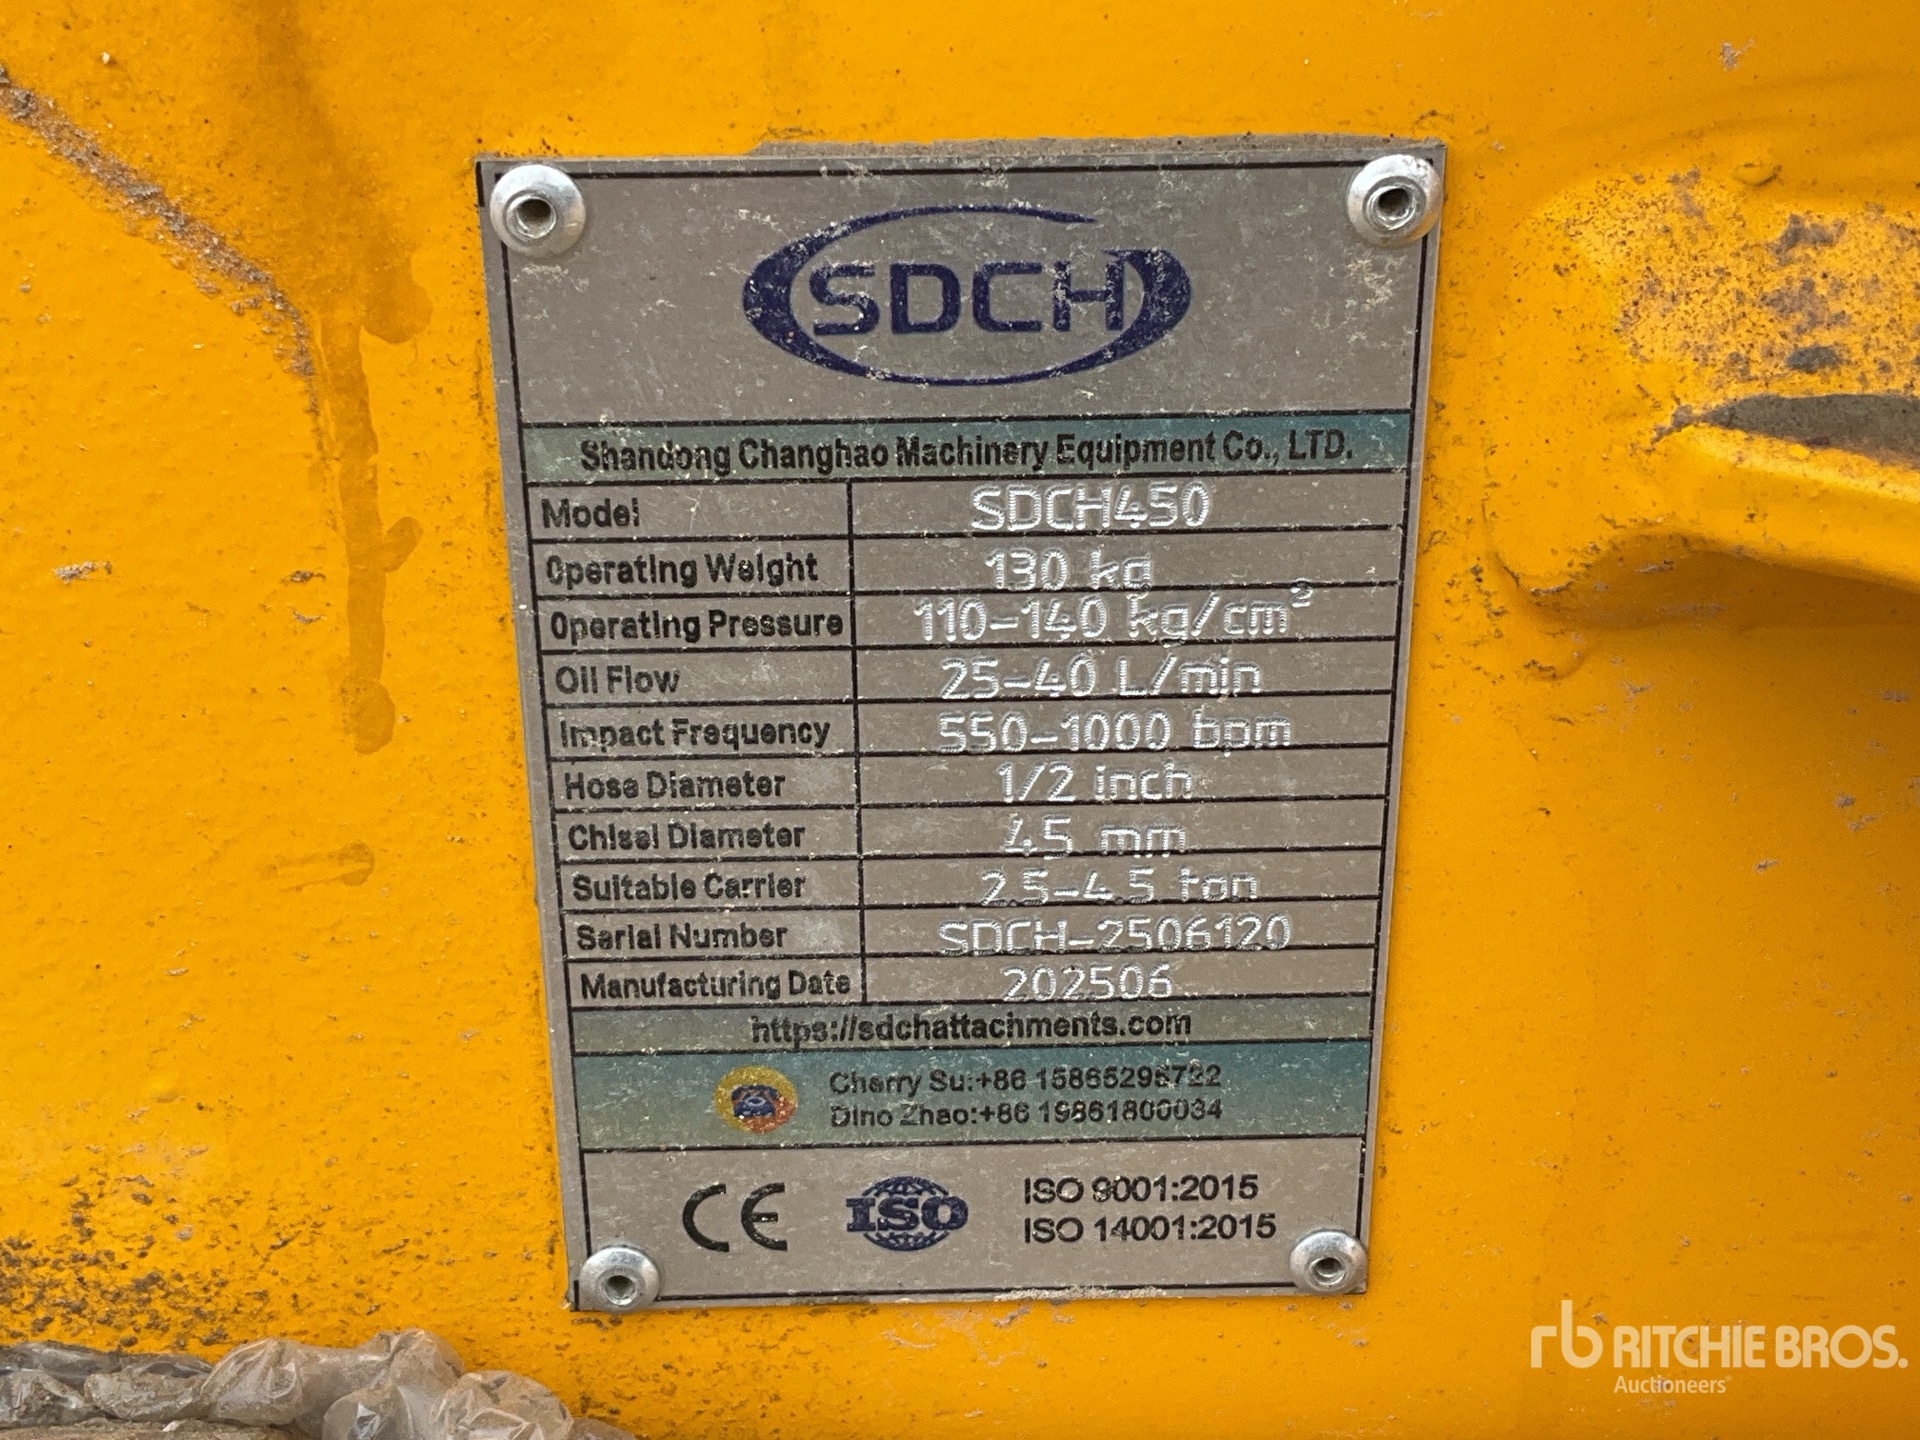 SDCH
Shandong Changhao Machinery Equipment Co., LTD.
Model SDCH450
Operating Weight 130 kg
Operating Pressure 110-140 kg/cm²
Oil Flow 25-40 L/min
Impact Frequency 550-1000 bpm
Hose Diameter 1/2 inch
Chisel Diameter 45 mm
Suitable Carrier 2.5-4.5 ton
Serial Number SDCH-2506120
Manufacturing Date 202506
https://sdchattachments.com
Cherry Su:+86 15865295722
Dino Zhao:+86 19861800034
CE ISO ISO 9001:2015
ISO 14001:2015
rb RITCHIE BROS.
Auctioneers